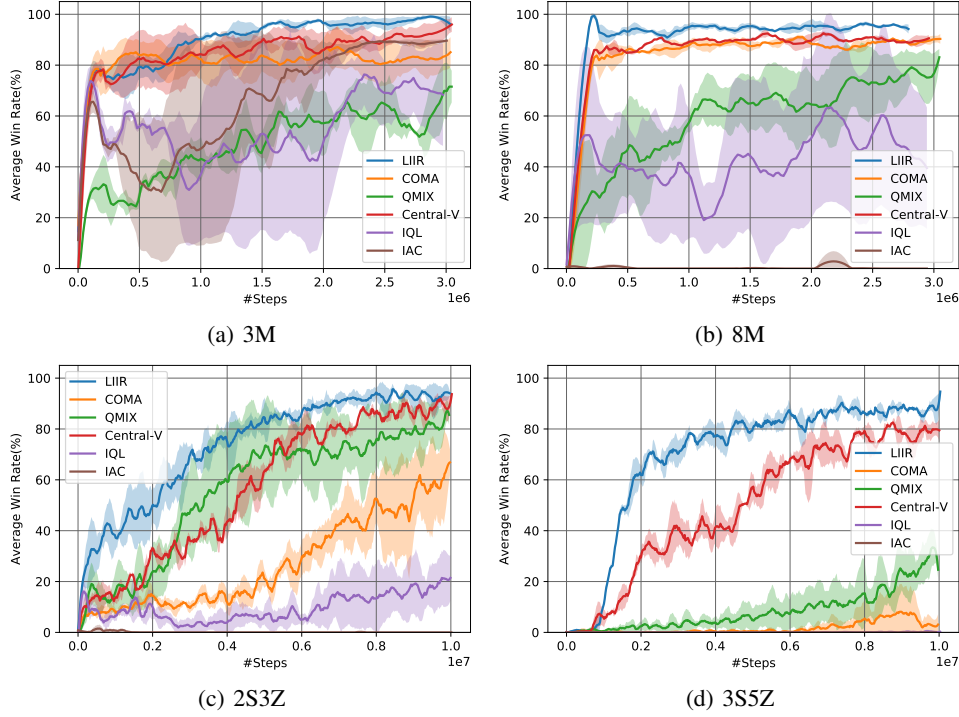 100
80
60
40
20
0
Average Win Rate(%)
LIIR
COMA
QMIX
Central-V
IQL
IAC
0.0 0.5 1.0 1.5 2.0 2.5 3.0
#Steps 1e6
(a) 3M
100
80
60
40
20
0
Average Win Rate(%)
LIIR
COMA
QMIX
Central-V
IQL
IAC
0.0 0.5 1.0 1.5 2.0 2.5 3.0
#Steps 1e6
(b) 8M
100
80
60
40
20
0
Average Win Rate(%)
LIIR
COMA
QMIX
Central-V
IQL
IAC
0.0 0.2 0.4 0.6 0.8 1.0
#Steps 1e7
(c) 2S3Z
100
80
60
40
20
0
Average Win Rate(%)
LIIR
COMA
QMIX
Central-V
IQL
IAC
0.0 0.2 0.4 0.6 0.8 1.0
#Steps 1e7
(d) 3S5Z